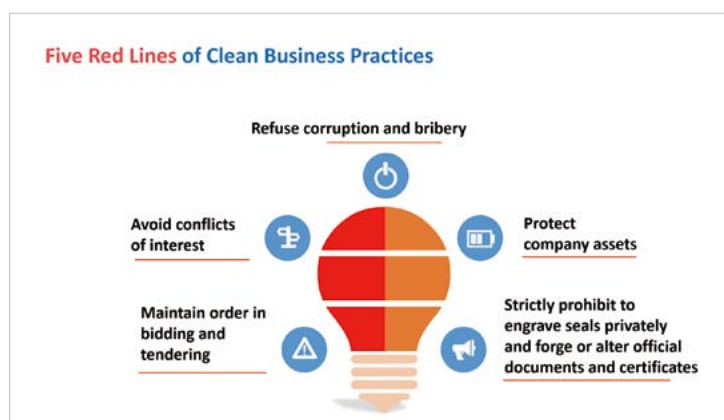 Five Red Lines of Clean Business Practices
Refuse corruption and bribery
Avoid conflicts
of interest
Protect
company assets
Maintain order in
bidding and
tendering
Strictly prohibit to
engrave seals privately
and forge or alter official
documents and certificates